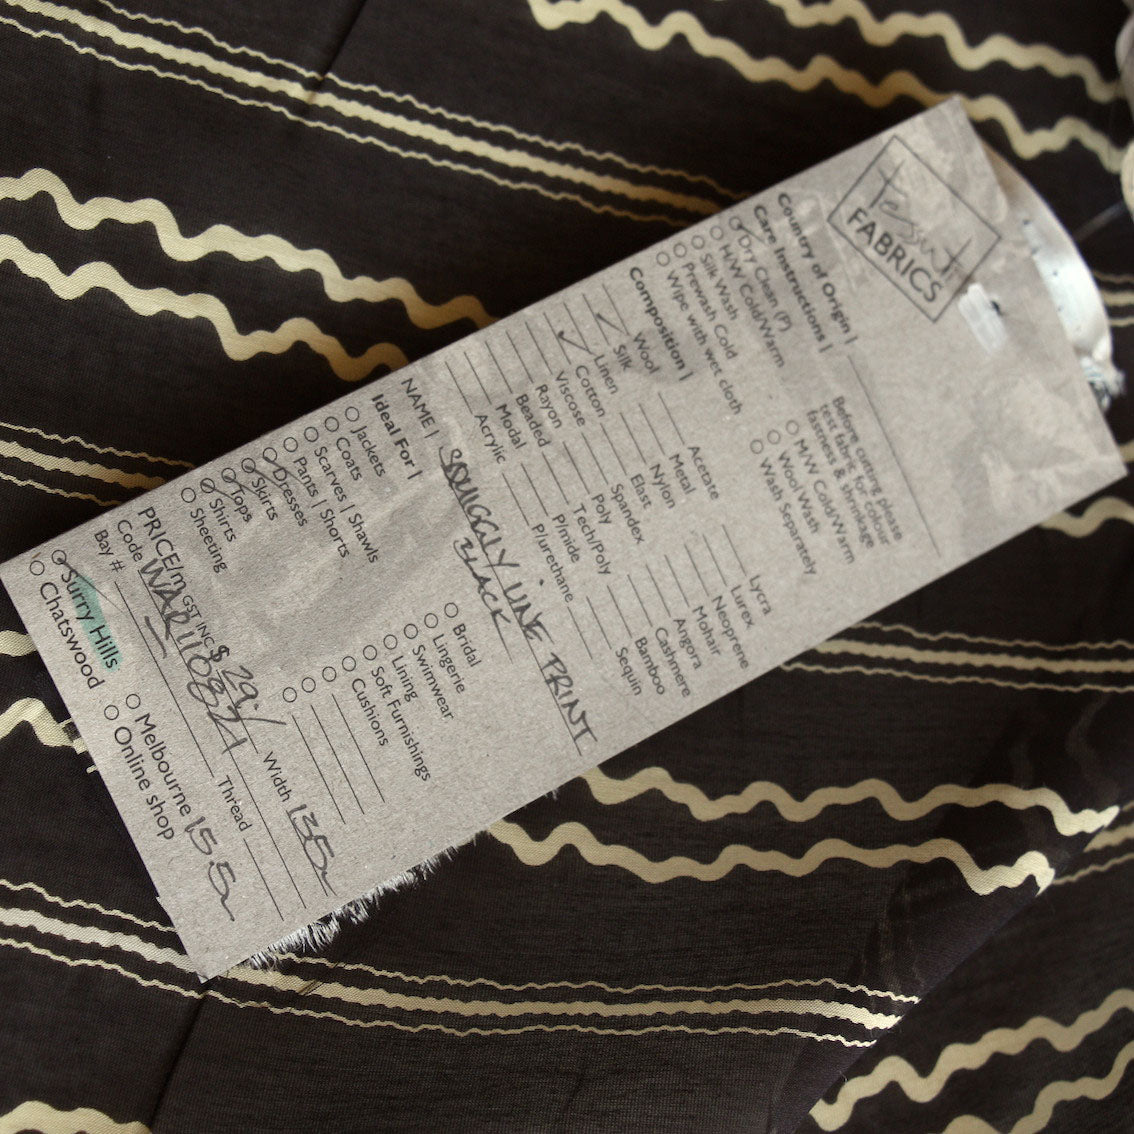 tessuti
FABRICS
Country of Origin |
Care Instructions |
Dry Clean (P)
H/W Cold/Warm
Silk Wash
Prewash Cold
Wipe with wet cloth
Before cutting please
test fabric for colour
fastness & shrinkage
M/W Cold/Warm
Wool Wash
Wash Separately
Composition |
Wool
Silk
Linen
Cotton
Viscose
Rayon
Beaded
Modal
Acrylic
Acetate
Metal
Nylon
Elast
Spandex
Poly
Tech/Poly
P/mide
P/urethane
Lycra
Lurex
Neoprene
Mohair
Angora
Cashmere
Bamboo
Sequin
NAME | SQUIGGLY LINE PRINT
BLACK
Ideal For |
Jackets
Coats
Scarves | Shawls
Pants | Shorts
Dresses
Skirts
Tops
Shirts
Sheeting
Bridal
Lingerie
Swimwear
Lining
Soft Furnishings
Cushions
PRICE/m GST INC $ 29./ Width 135
Code WAR110821 Thread
Bay #
Surry Hills
Chatswood
Melbourne
Online shop